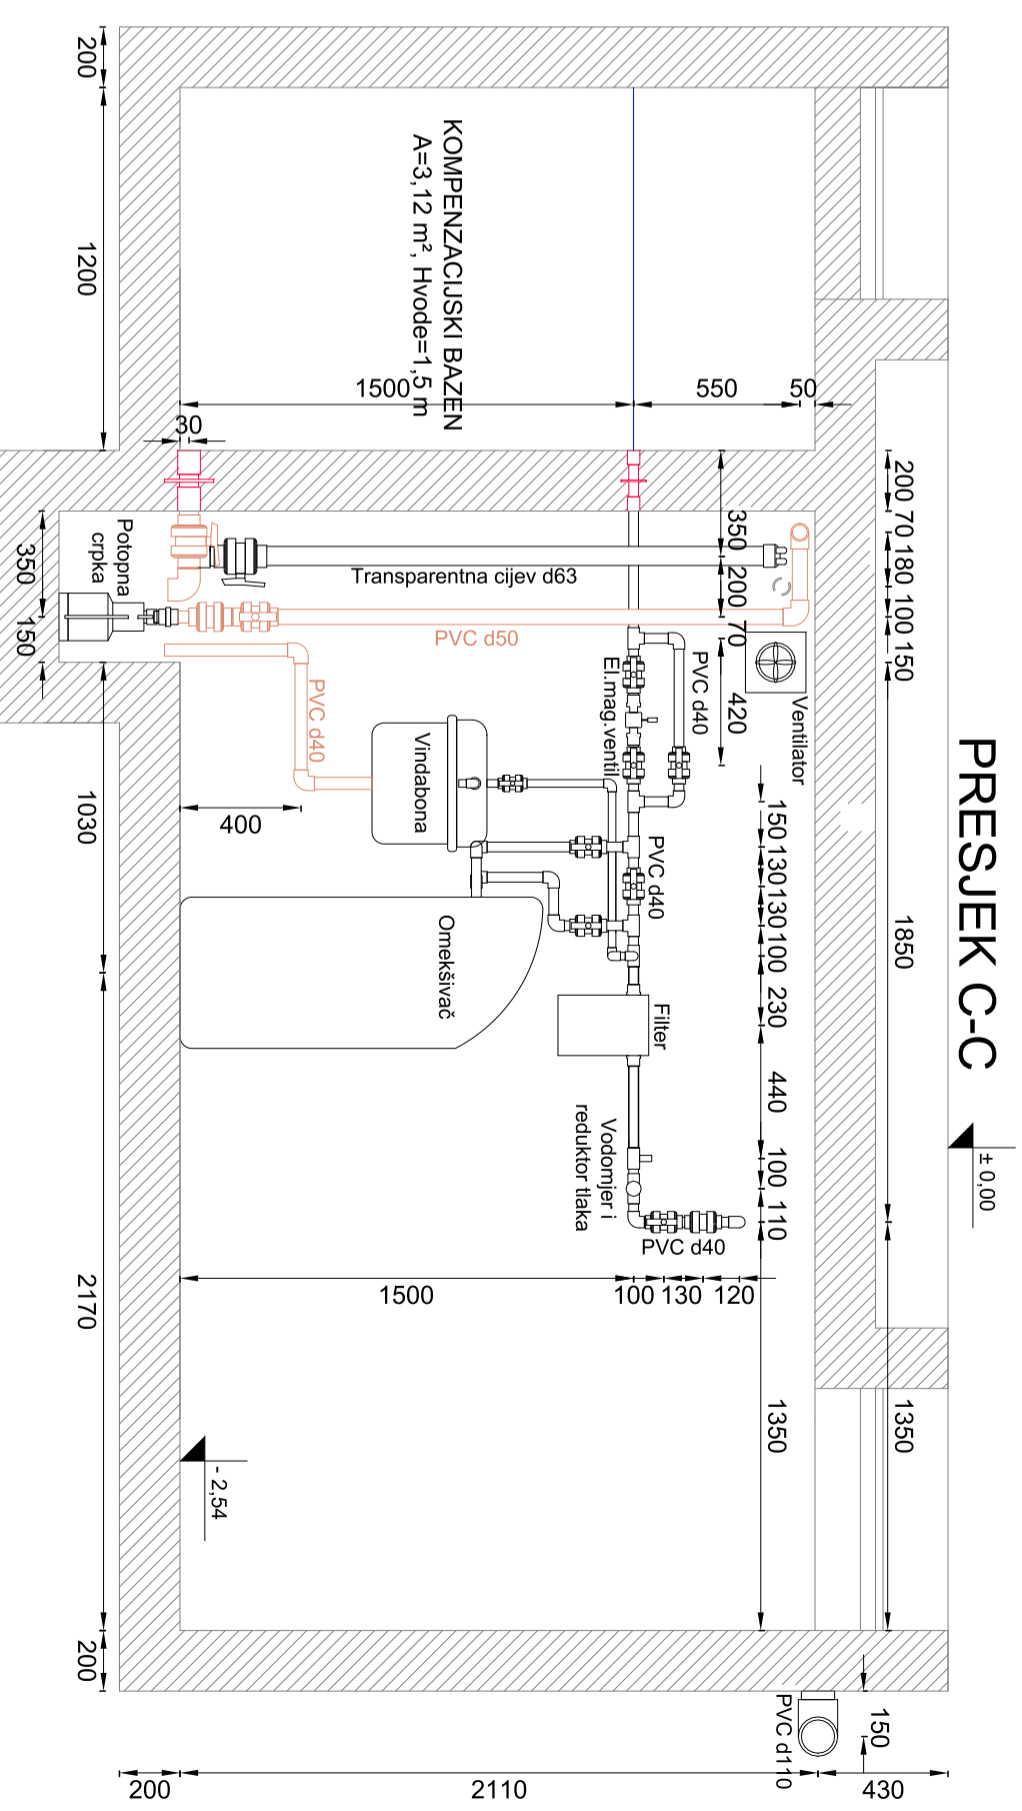 PRESJEK C-C
± 0,00
KOMPENZACIJSKI BAZEN
A=3,12 m², Hvode=1,5 m
200
1200
1500
550
50
30
200
70
180
100
150
1850
1350
350
200
70
420
350
150
Potopna
crpka
Transparentna cijev d63
PVC d50
PVC d40
PVC d40
El.mag.ventil
Ventilator
Vindabona
400
1030
PVC d40
150
130
130
100
230
440
100
110
1350
Omekšivač
Filter
Vodomjer i
reduktor tlaka
PVC d40
1500
100
130
120
2170
- 2,54
200
PVC d110
150
200
2110
430